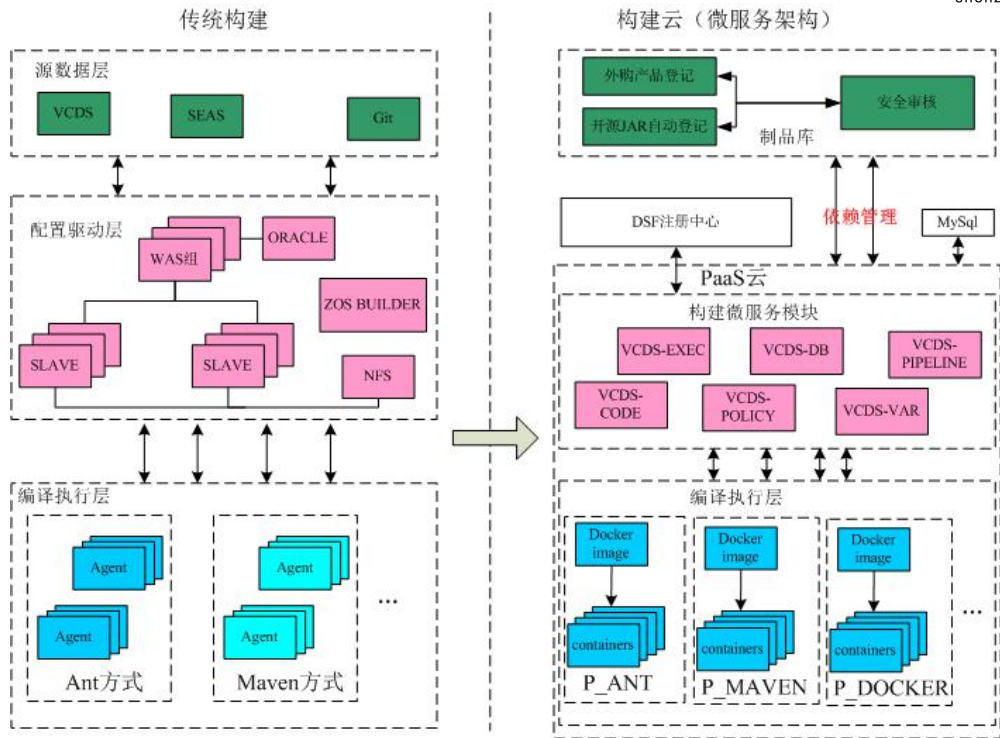 传统构建
源数据层
VCDS
SEAS
Git
配置驱动层
WAS组
ORACLE
ZOS BUILDER
SLAVE
SLAVE
NFS
编译执行层
Agent
Agent
Agent
Agent
...
Ant方式
Maven方式
构建云（微服务架构）
外购产品登记
开源JAR自动登记
安全审核
制品库
DSF注册中心
依赖管理
MySql
PaaS云
构建微服务模块
VCDS-EXEC
VCDS-DB
VCDS-
PIPELINE
VCDS-
CODE
VCDS-
POLICY
VCDS-VAR
编译执行层
Docker
image
Docker
image
Docker
image
containers
containers
containers
...
P_ANT
P_MAVEN
P_DOCKER